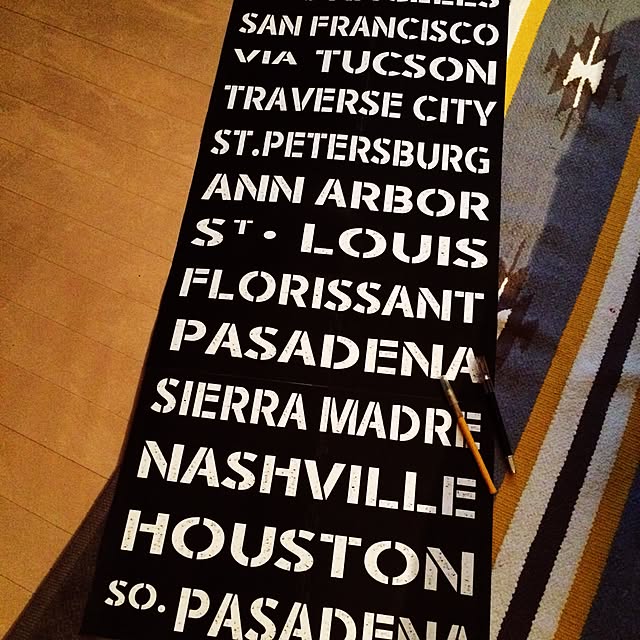 SAN FRANCISCO
VIA TUCSON
TRAVERSE CITY
ST.PETERSBURG
ANN ARBOR
ST. LOUIS
FLORISSANT
PASADENA
SIERRA MADRE
NASHVILLE
HOUSTON
SO. PASADENA